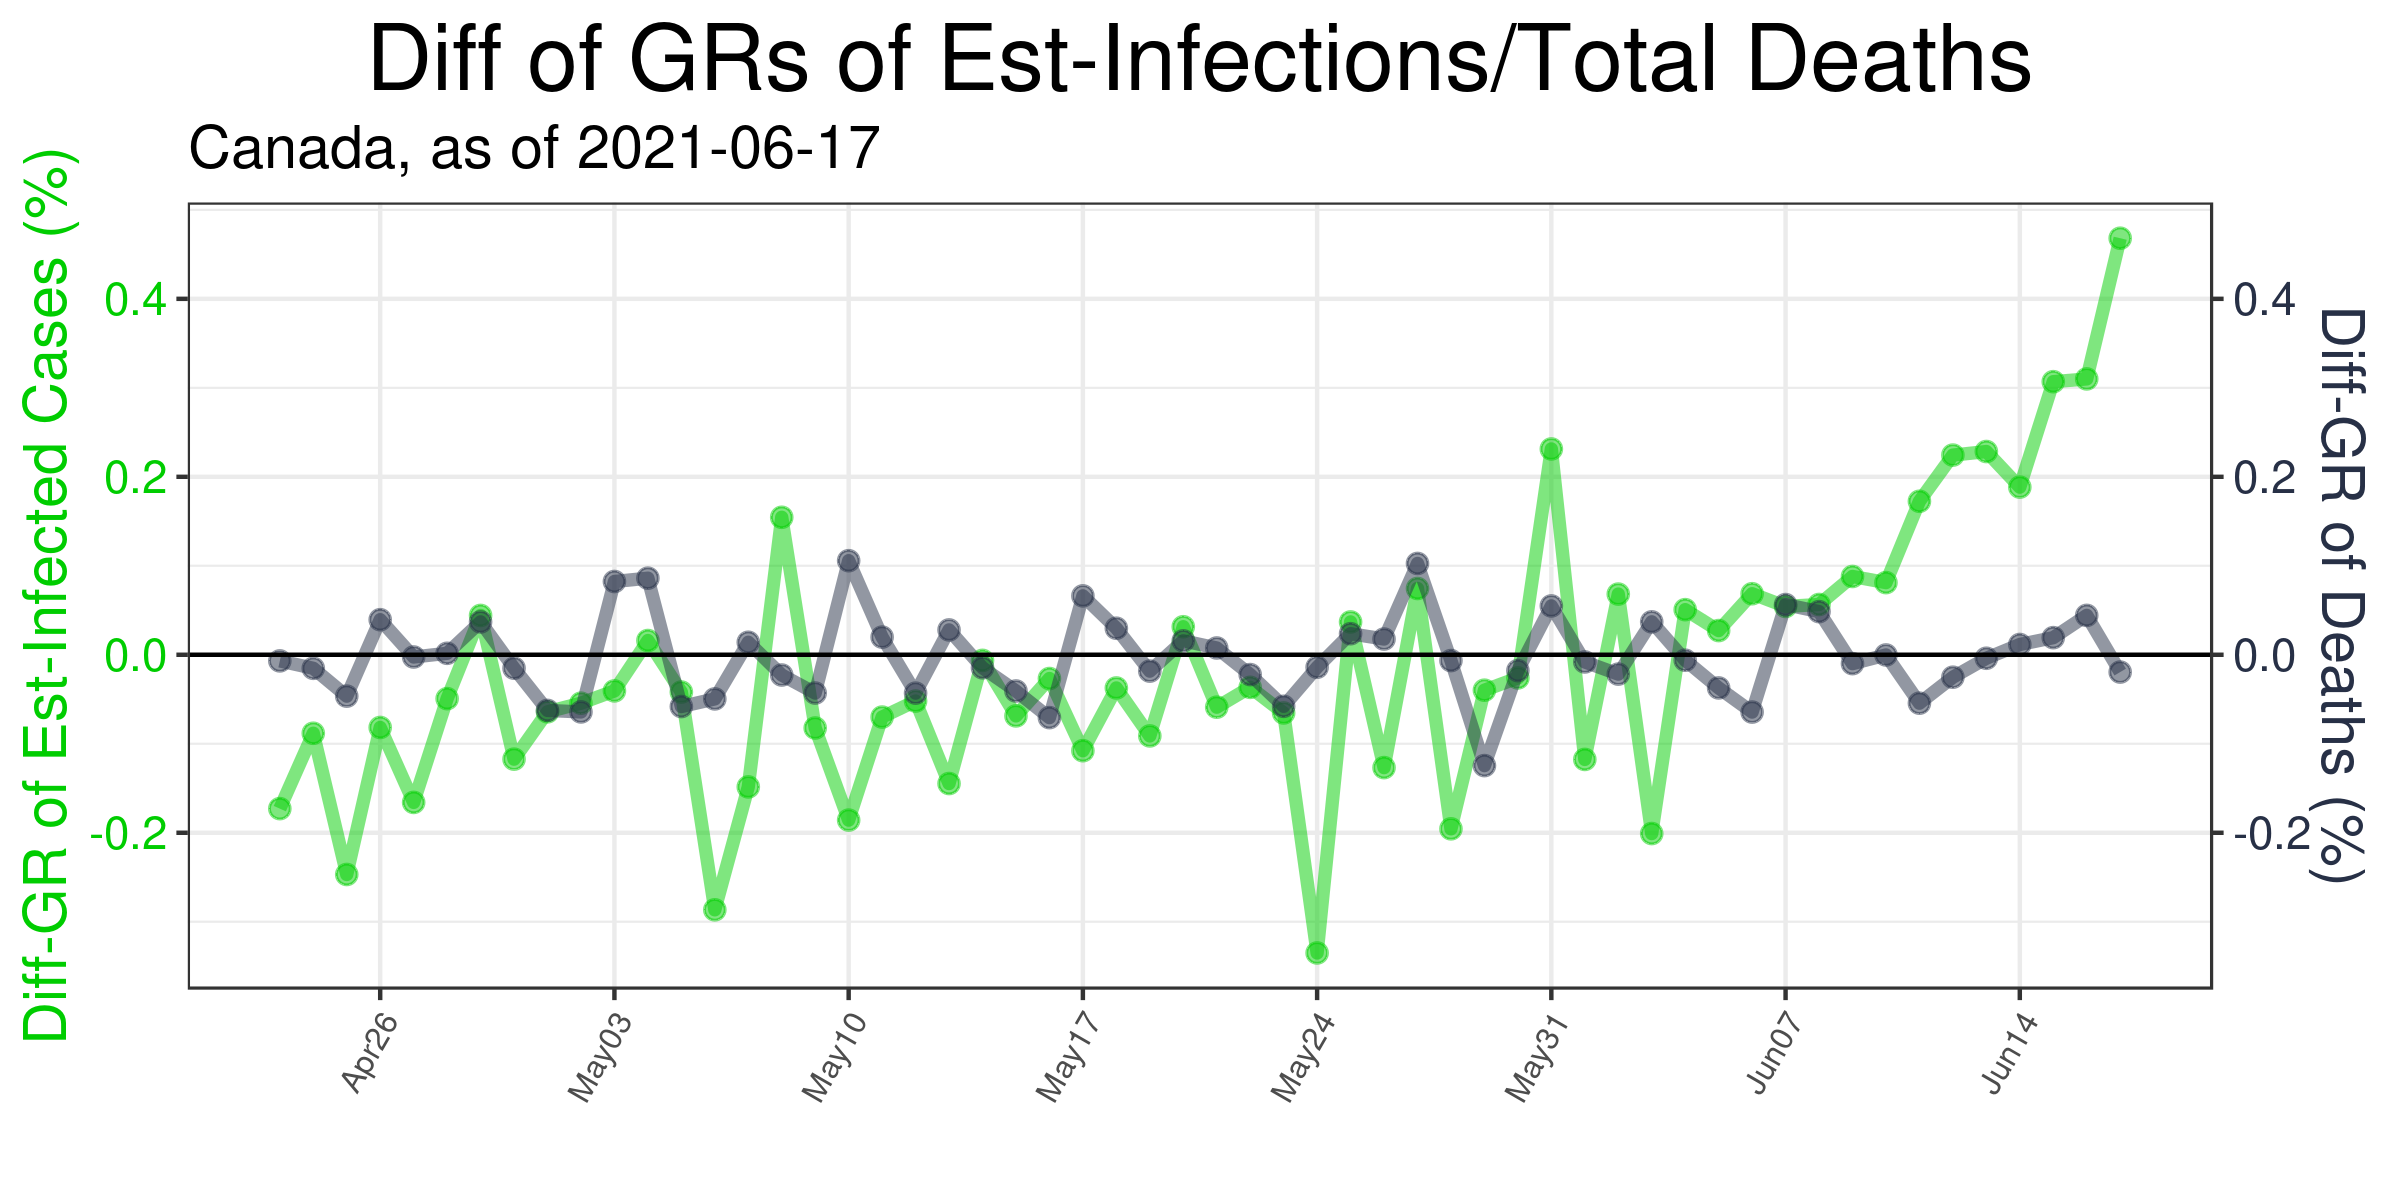 Diff of GRs of Est-Infections/Total Deaths
Canada, as of 2021-06-17
Diff-GR of Est-Infected Cases (%)
0.4
0.2
0.0
-0.2
0.4
0.2
0.0
-0.2
Diff-GR of Deaths (%)
Apr26
May03
May10
May17
May24
May31
Jun07
Jun14